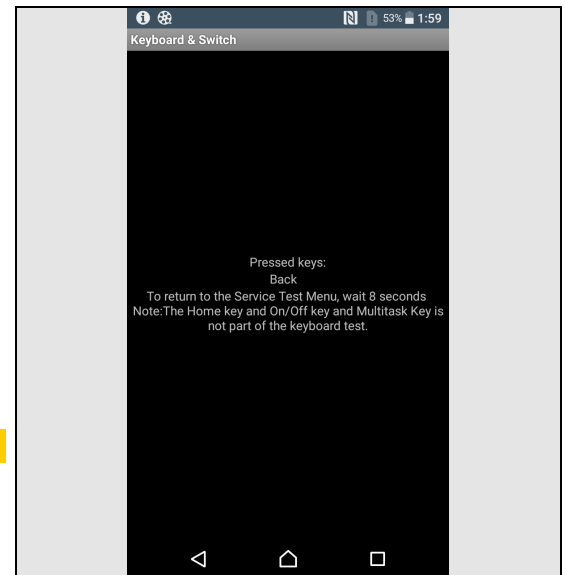 53% 1:59
Keyboard & Switch
Pressed keys:
Back
To return to the Service Test Menu, wait 8 seconds
Note:The Home key and On/Off key and Multitask Key is
not part of the keyboard test.